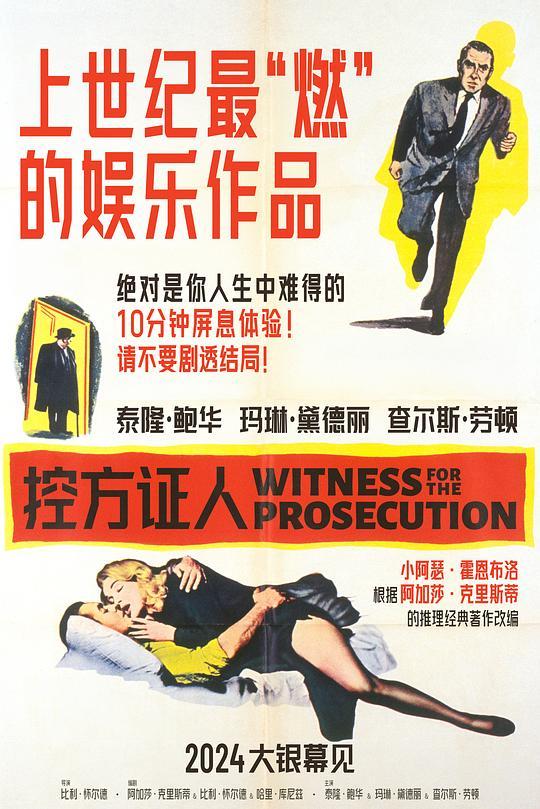 上世纪最“燃”
的娱乐作品
绝对是你人生中难得的
10分钟屏息体验!
请不要剧透结局!
泰隆·鲍华 玛琳·黛德丽 查尔斯·劳顿
控方证人 WITNESS FOR THE PROSECUTION
小阿瑟·霍恩布洛
根据 阿加莎·克里斯蒂
的推理经典著作改编
2024大银幕见
导演 比利·怀尔德 · 编剧 阿加莎·克里斯蒂 & 比利·怀尔德 & 哈里·库尼兹 · 主演 泰隆·鲍华 & 玛琳·黛德丽 & 查尔斯·劳顿